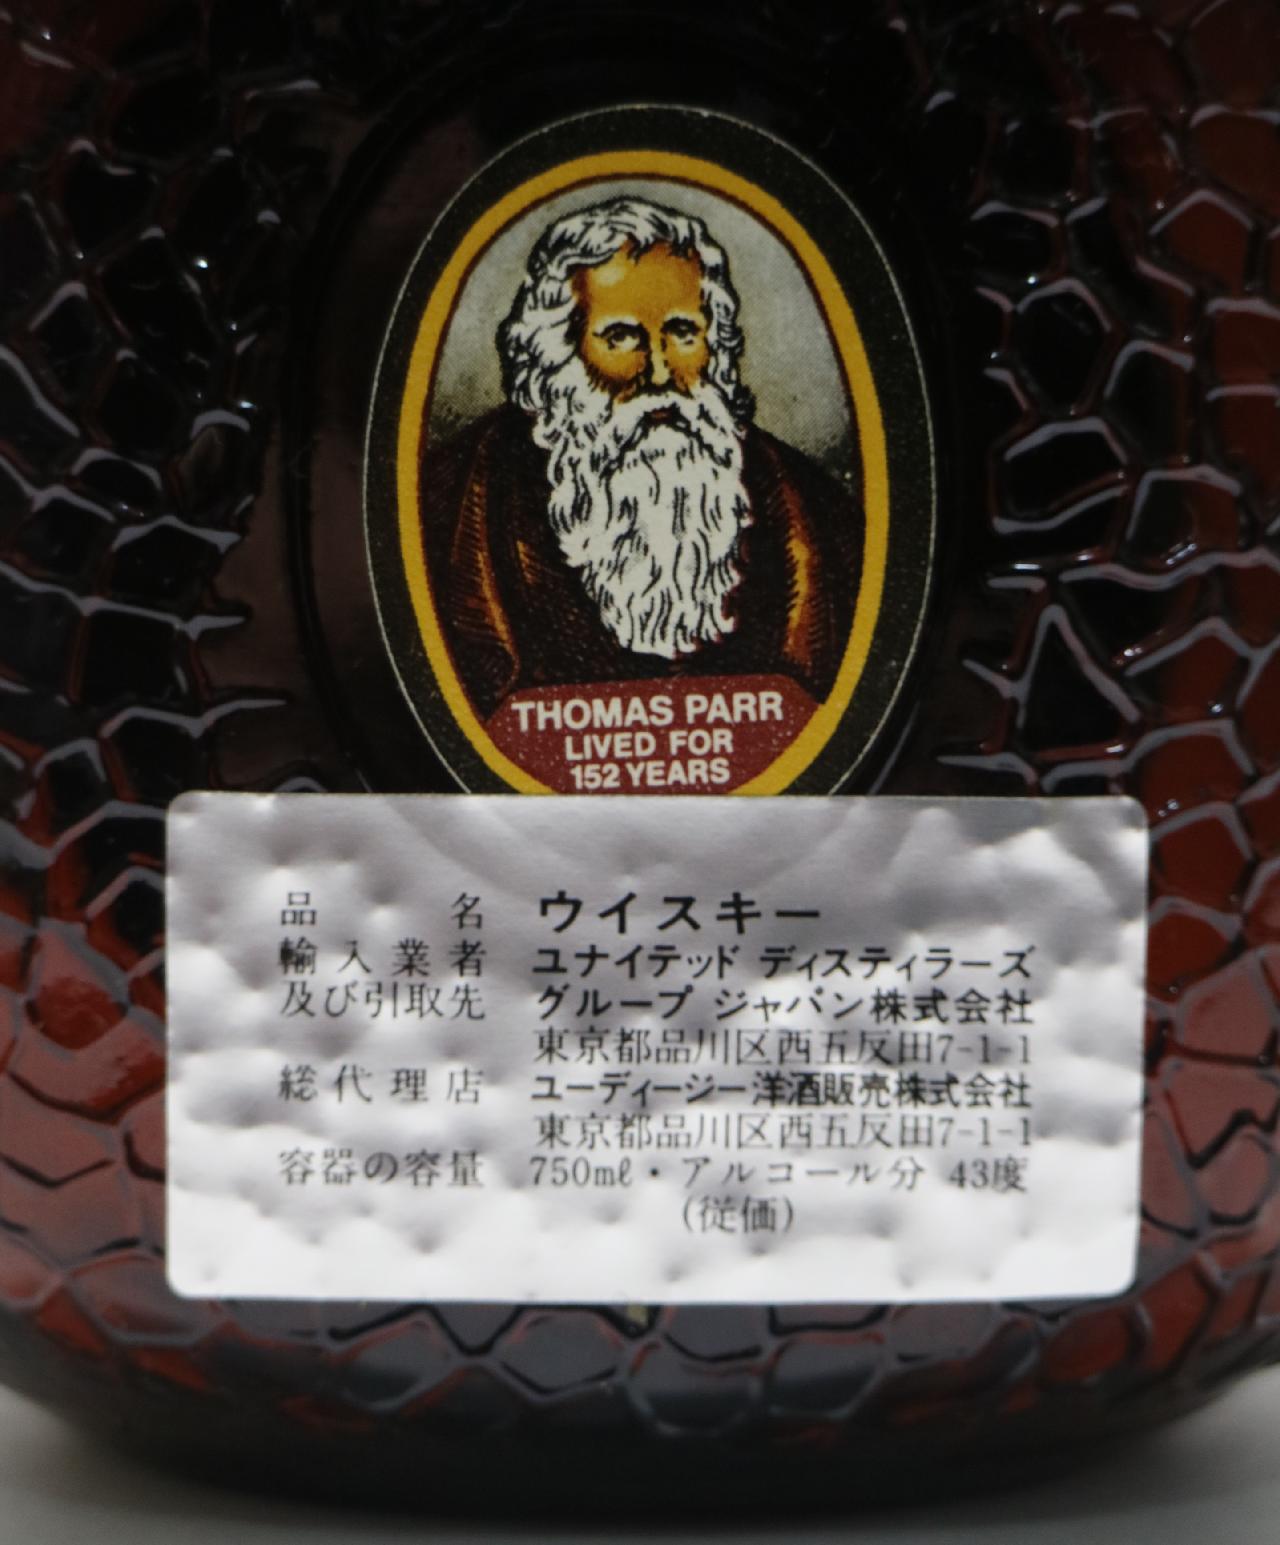 THOMAS PARR
LIVED FOR
152 YEARS
品名 ウイスキー
輸入業者 ユナイテッド ディスティラーズ
及び引取先 グループ ジャパン株式会社
東京都品川区西五反田7-1-1
総代理店 ユーディージー洋酒販売株式会社
東京都品川区西五反田7-1-1
容器の容量 750mℓ・アルコール分 43度
(従価)